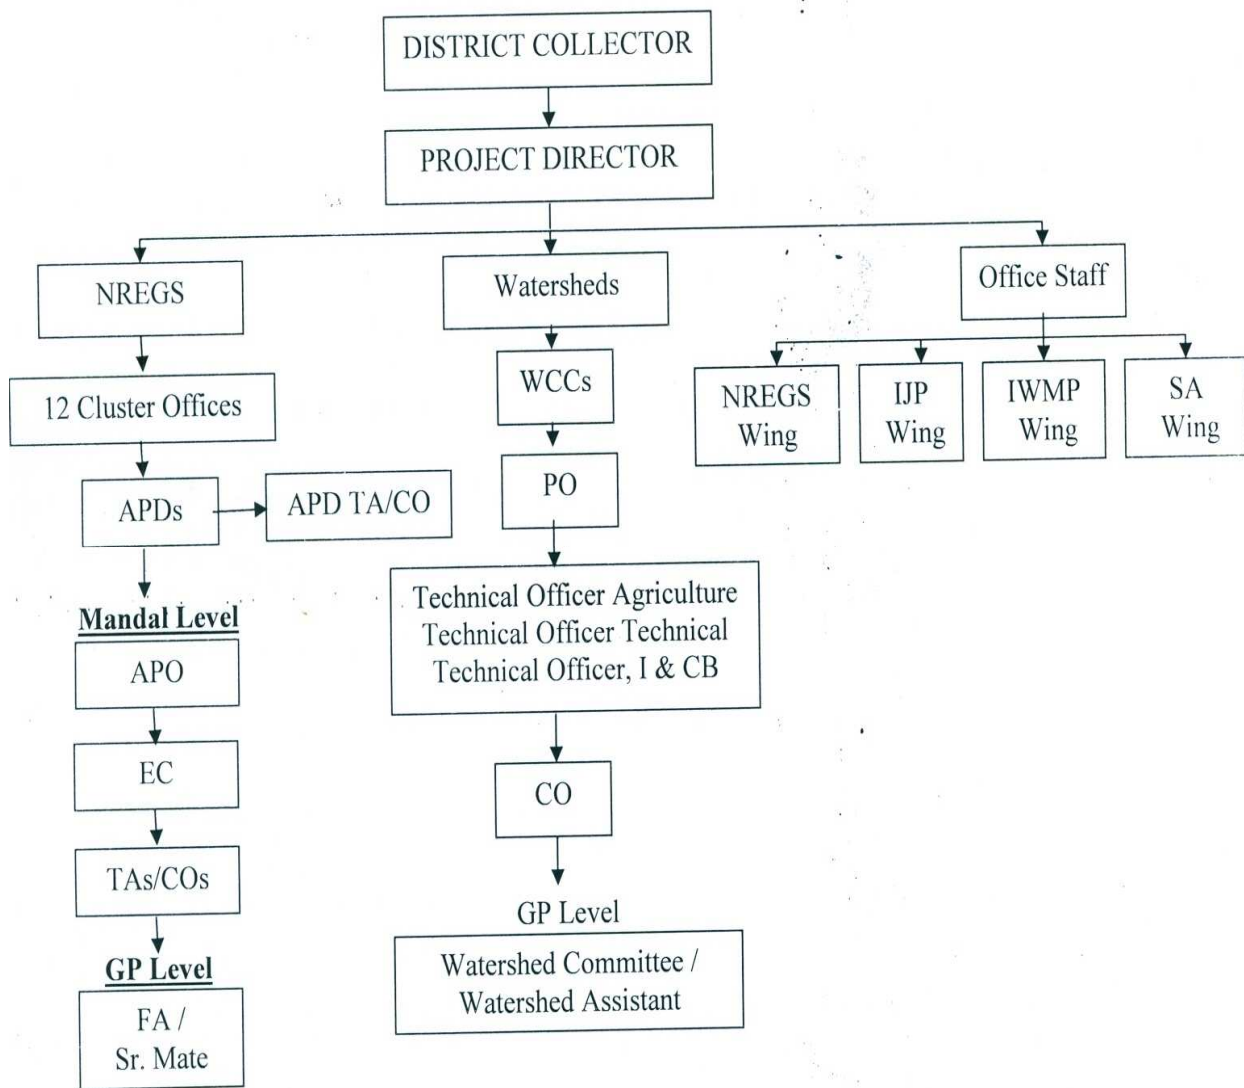 DISTRICT COLLECTOR
PROJECT DIRECTOR
NREGS
Watersheds
Office Staff
12 Cluster Offices
WCCs
NREGS
Wing
IJP
Wing
IWMP
Wing
SA
Wing
APDs
APD TA/CO
PO
Mandal Level
APO
EC
TAs/COs
GP Level
FA /
Sr. Mate
Technical Officer Agriculture
Technical Officer Technical
Technical Officer, I & CB
CO
GP Level
Watershed Committee /
Watershed Assistant